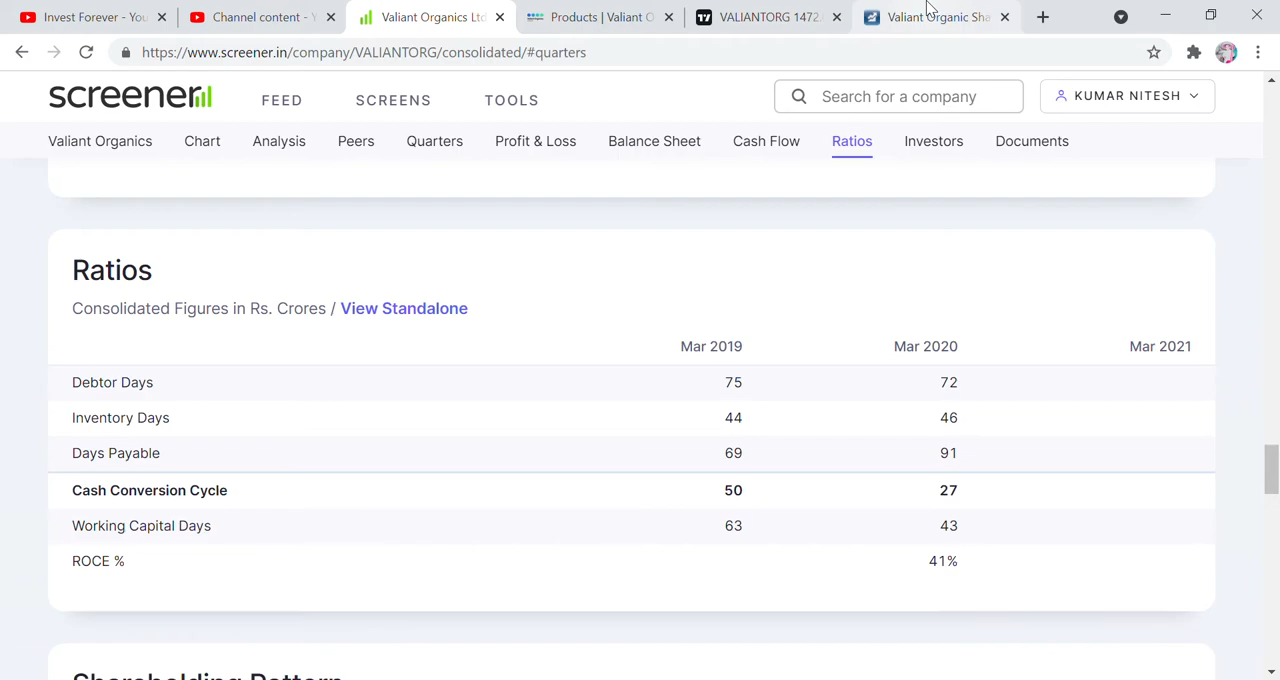 Invest Forever - You
Channel content - Y
Valiant Organics Ltd
Products | Valiant O
VALIANTORG 1472.
Valiant Organic Sha
https://www.screener.in/company/VALIANTORG/consolidated/#quarters
screener
FEED
SCREENS
TOOLS
Search for a company
KUMAR NITESH
Valiant Organics
Chart
Analysis
Peers
Quarters
Profit & Loss
Balance Sheet
Cash Flow
Ratios
Investors
Documents
Ratios
Consolidated Figures in Rs. Crores / View Standalone
Mar 2019 Mar 2020 Mar 2021
Debtor Days 75 72
Inventory Days 44 46
Days Payable 69 91
Cash Conversion Cycle 50 27
Working Capital Days 63 43
ROCE % 41%
Shareholding Pattern